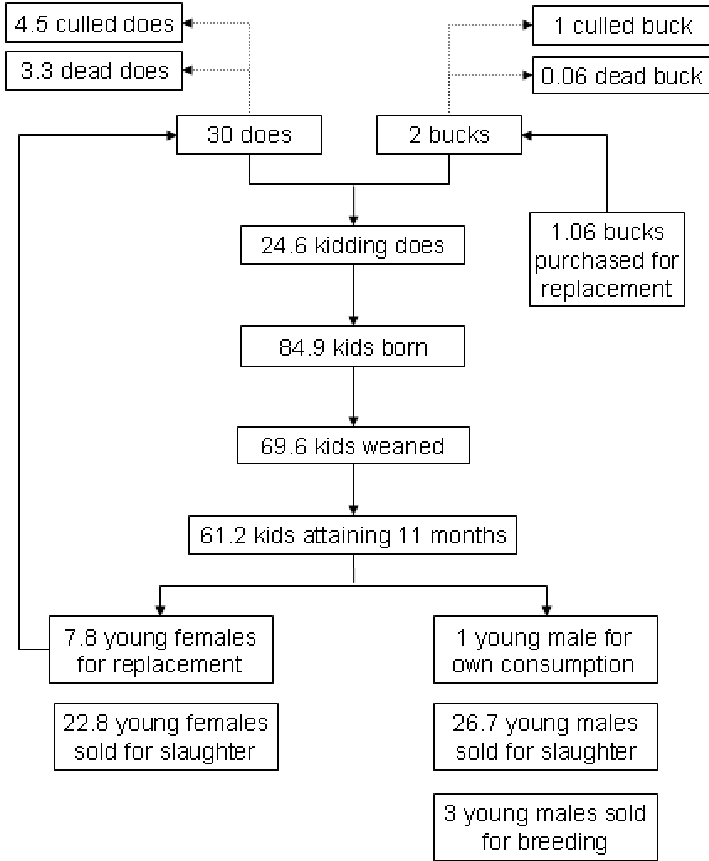 4.5 culled does
1 culled buck
3.3 dead does
0.06 dead buck
30 does
2 bucks
1.06 bucks
purchased for
replacement
24.6 kidding does
84.9 kids born
69.6 kids weaned
61.2 kids attaining 11 months
7.8 young females
for replacement
1 young male for
own consumption
22.8 young females
sold for slaughter
26.7 young males
sold for slaughter
3 young males sold
for breeding